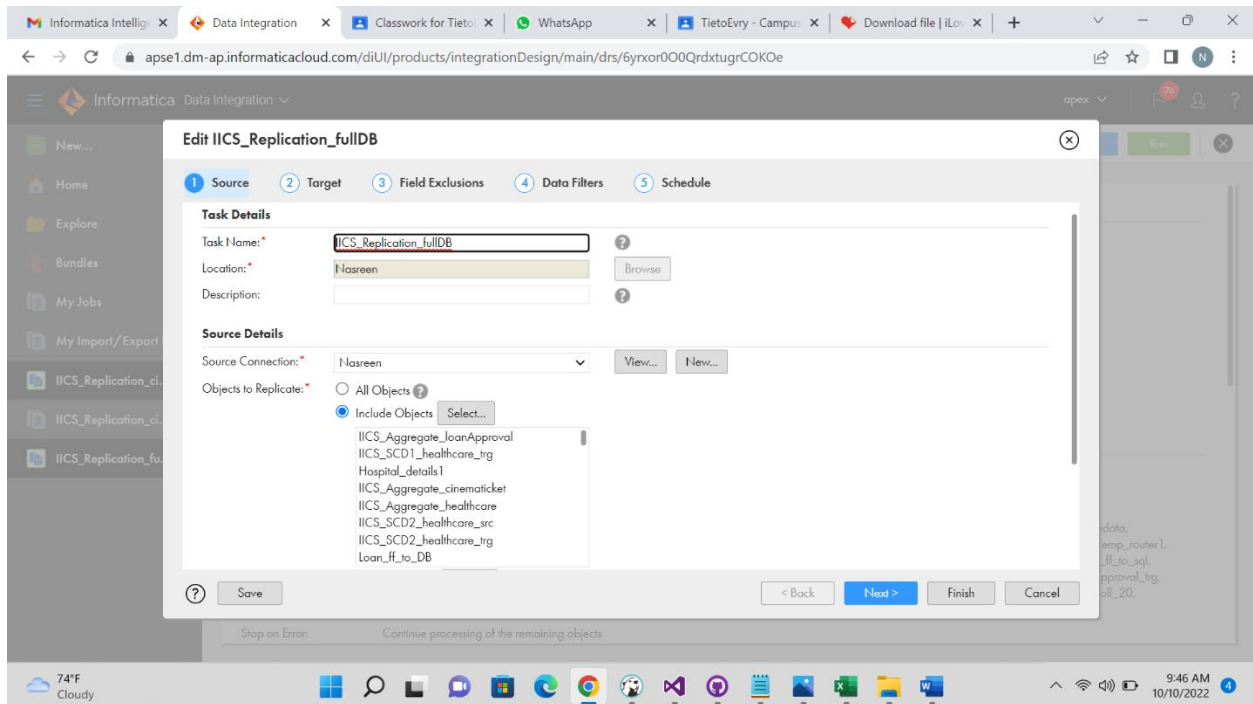 Informatica Intellige
Data Integration
Classwork for Tieto
WhatsApp
TietoEvry - Campus
Download file | iLov
apse1.dm-ap.informaticacloud.com/diUI/products/integrationDesign/main/drs/6yrxor0O0QrdxtugrCOKOe
N
Informatica Data Integration
apex
76
?
New...
Home
Explore
Bundles
My Jobs
My Import/Export
IICS_Replication_ci.
IICS_Replication_ci.
IICS_Replication_fu.
Run
Edit IICS_Replication_fullDB
1 Source 2 Target 3 Field Exclusions 4 Data Filters 5 Schedule
Task Details
Task Name:* IICS_Replication_fullDB ?
Location:* Nasreen Browse
Description: ?
Source Details
Source Connection:* Nasreen View... New...
Objects to Replicate:* All Objects ?
Include Objects Select...
IICS_Aggregate_loanApproval
IICS_SCD1_healthcare_trg
Hospital_details1
IICS_Aggregate_cinematicket
IICS_Aggregate_healthcare
IICS_SCD2_healthcare_src
IICS_SCD2_healthcare_trg
Loan_ff_to_DB
data,
emp_router1,
_ff_to_sql,
pproval_trg,
oll_20,
? Save < Back Next > Finish Cancel
Stop on Error: Continue processing of the remaining objects
74°F
Cloudy
9:46 AM
10/10/2022
4